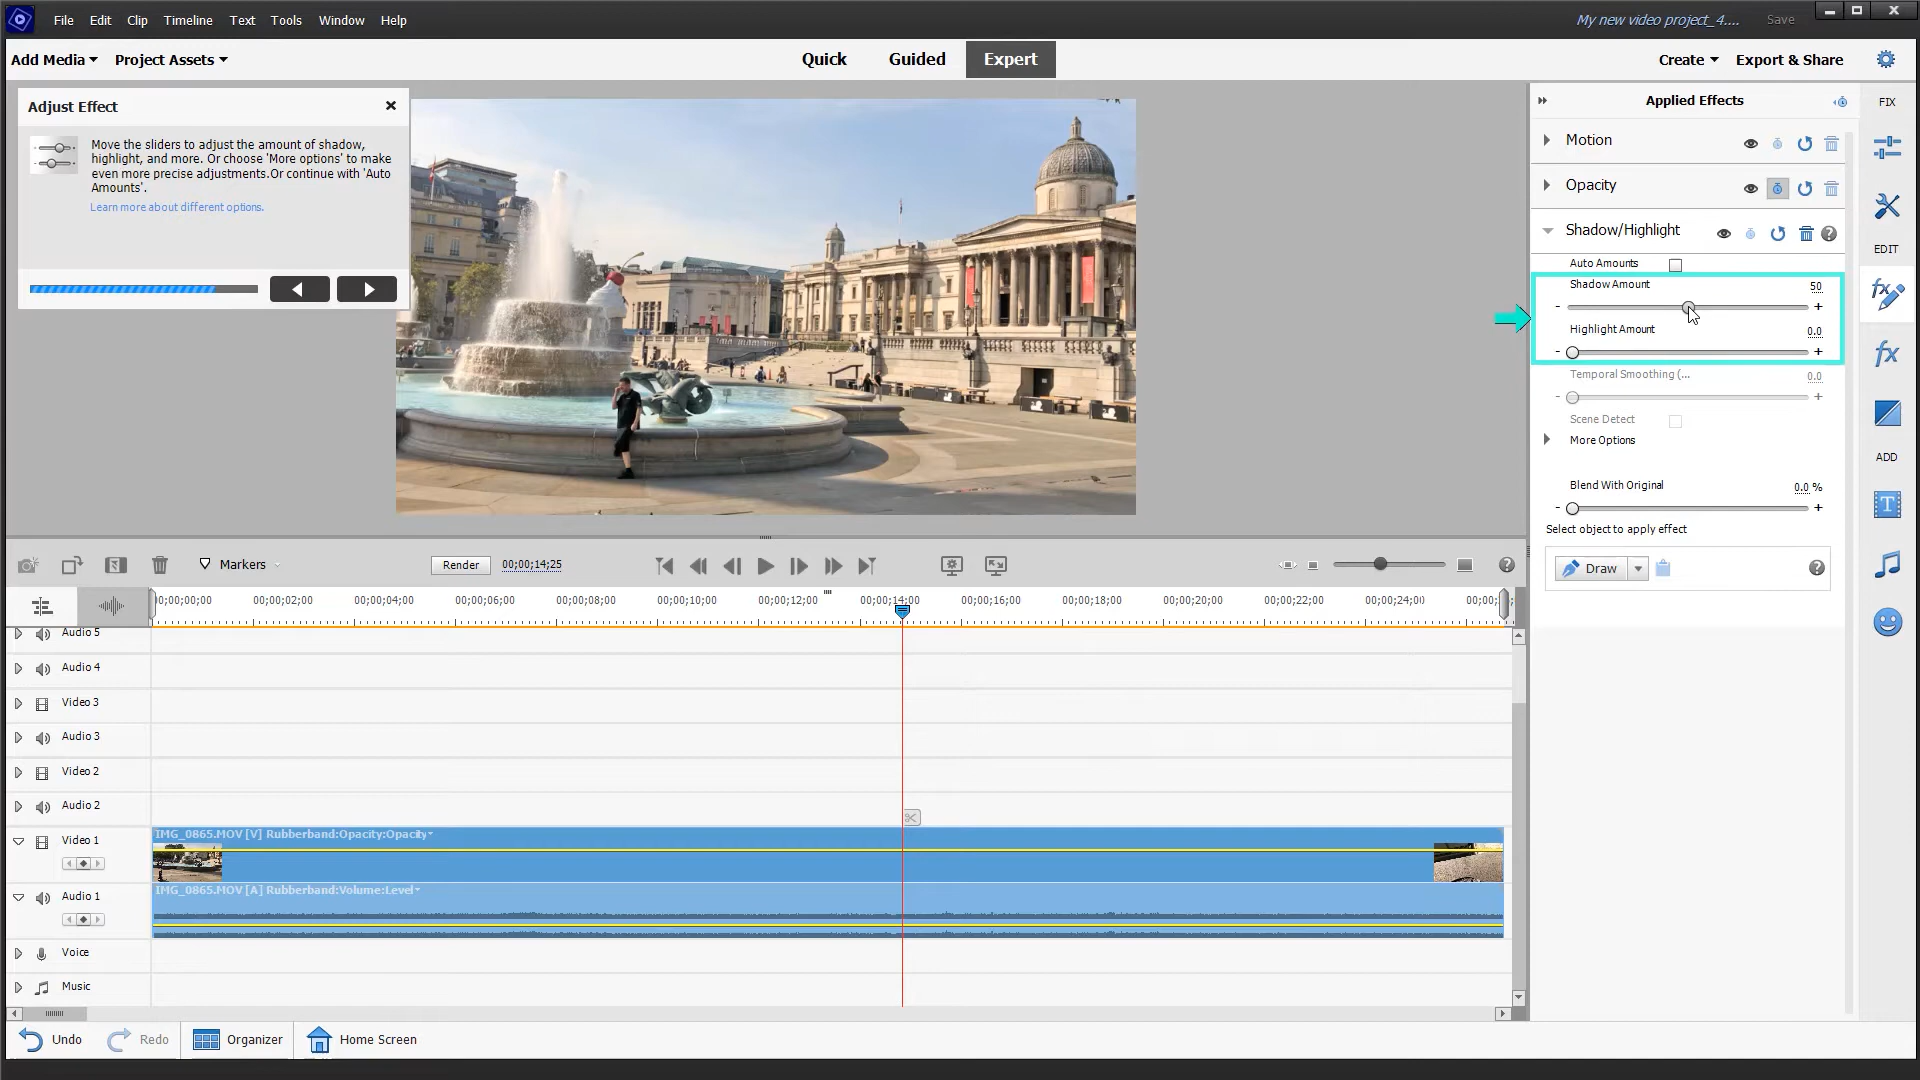 File Edit Clip Timeline Text Tools Window Help
My new video project_4.... Save
Add Media Project Assets
Quick Guided Expert
Create Export & Share
Adjust Effect
Move the sliders to adjust the amount of shadow,
highlight, and more. Or choose 'More options' to make
even more precise adjustments.Or continue with 'Auto
Amounts'.
Learn more about different options.
Applied Effects
Motion
Opacity
Shadow/Highlight
Auto Amounts
Shadow Amount 50
- +
Highlight Amount 0.0
- +
Temporal Smoothing (... 0.0
- +
Scene Detect
More Options
Blend With Original 0.0 %
- +
Select object to apply effect
Draw
FIX
EDIT
fx
fx
ADD
T
Markers
Render 00;00;14;25
00;00;02;00 00;00;04;00 00;00;06;00 00;00;08;00 00;00;10;00 00;00;12;00 00;00;14;00 00;00;16;00 00;00;18;00 00;00;20;00 00;00;22;00 00;00;24;00
Audio 5
Audio 4
Video 3
Audio 3
Video 2
Audio 2
Video 1
IMG_0865.MOV [V] Rubberband:Opacity:Opacity
Audio 1
IMG_0865.MOV [A] Rubberband:Volume:Level
Voice
Music
Undo Redo Organizer Home Screen